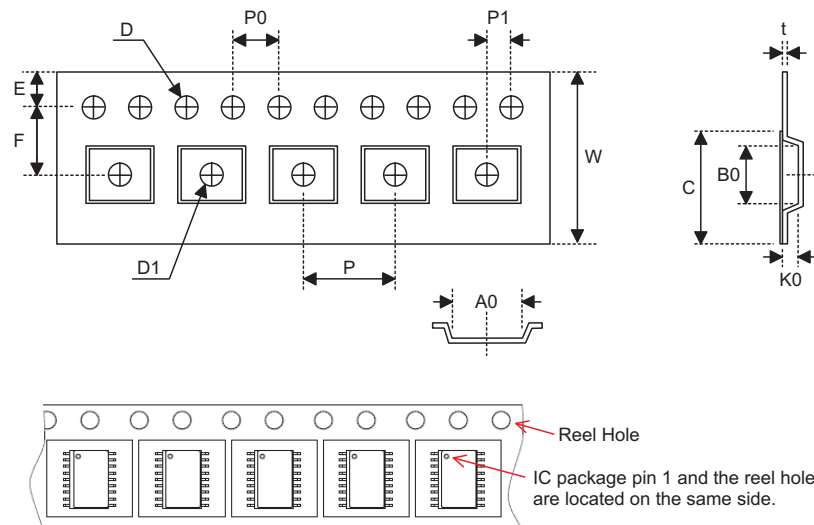 D
P0
P1
t
E
F
W
C
B0
D1
P
K0
A0
Reel Hole
IC package pin 1 and the reel holes
are located on the same side.